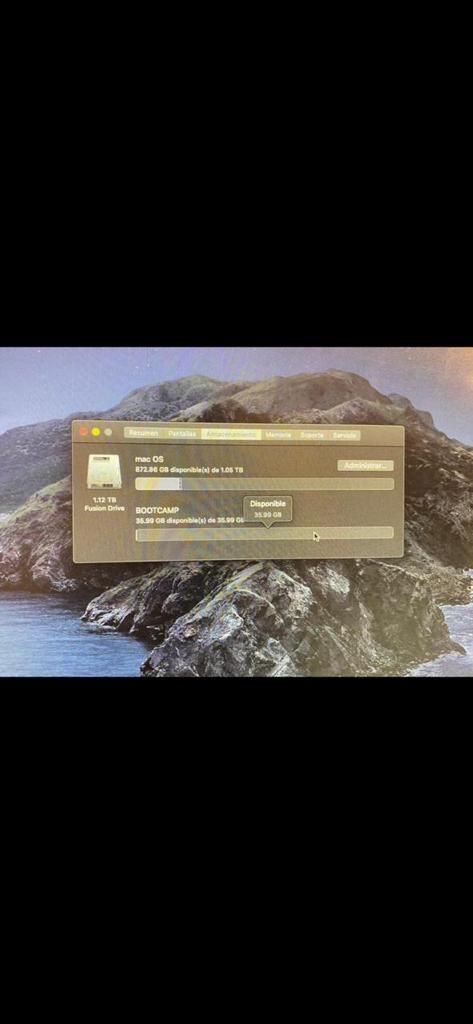 Resumen Pantallas Almacenamiento Memoria Soporte Servicio
mac OS
872.86 GB disponible(s) de 1.05 TB
Administrar...
1.12 TB
Fusion Drive
BOOTCAMP
35.99 GB disponible(s) de 35.99 GB
Disponible
35.99 GB